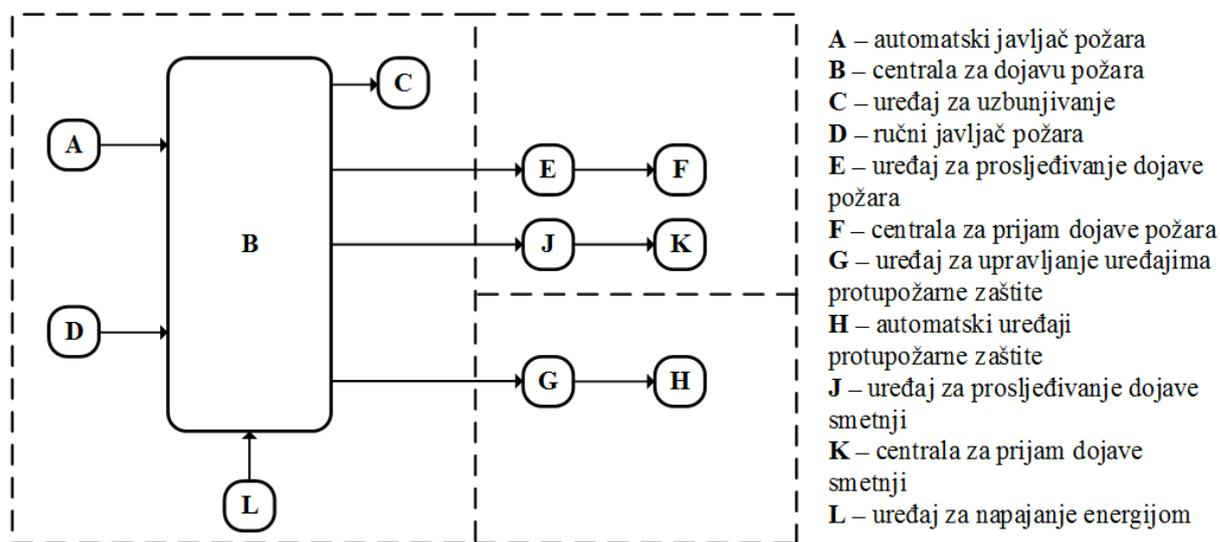 A
B
C
D
E
F
J
K
G
H
L
A – automatski javljač požara
B – centrala za dojavu požara
C – uređaj za uzbunjivanje
D – ručni javljač požara
E – uređaj za prosljeđivanje dojave
požara
F – centrala za prijam dojave požara
G – uređaj za upravljanje uređajima
protupožarne zaštite
H – automatski uređaji
protupožarne zaštite
J – uređaj za prosljeđivanje dojave
smetnji
K – centrala za prijam dojave
smetnji
L – uređaj za napajanje energijom